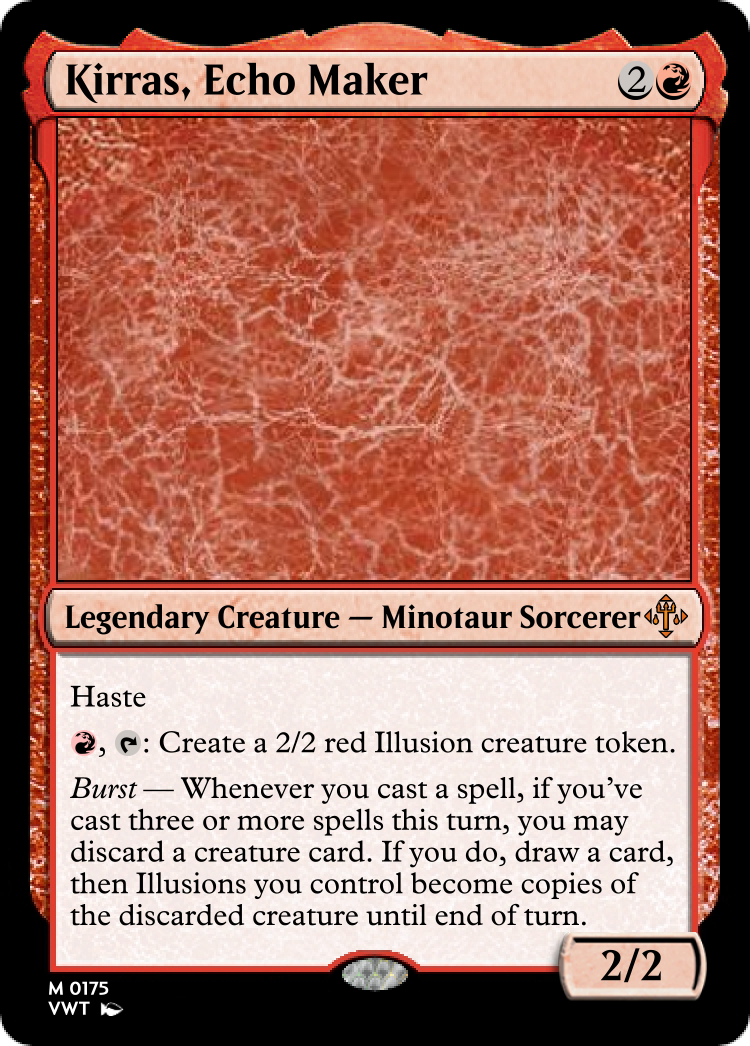 Kirras, Echo Maker 2
Legendary Creature — Minotaur Sorcerer
Haste
, : Create a 2/2 red Illusion creature token.
Burst — Whenever you cast a spell, if you've
cast three or more spells this turn, you may
discard a creature card. If you do, draw a card,
then Illusions you control become copies of
the discarded creature until end of turn.
2/2
M 0175
VWT